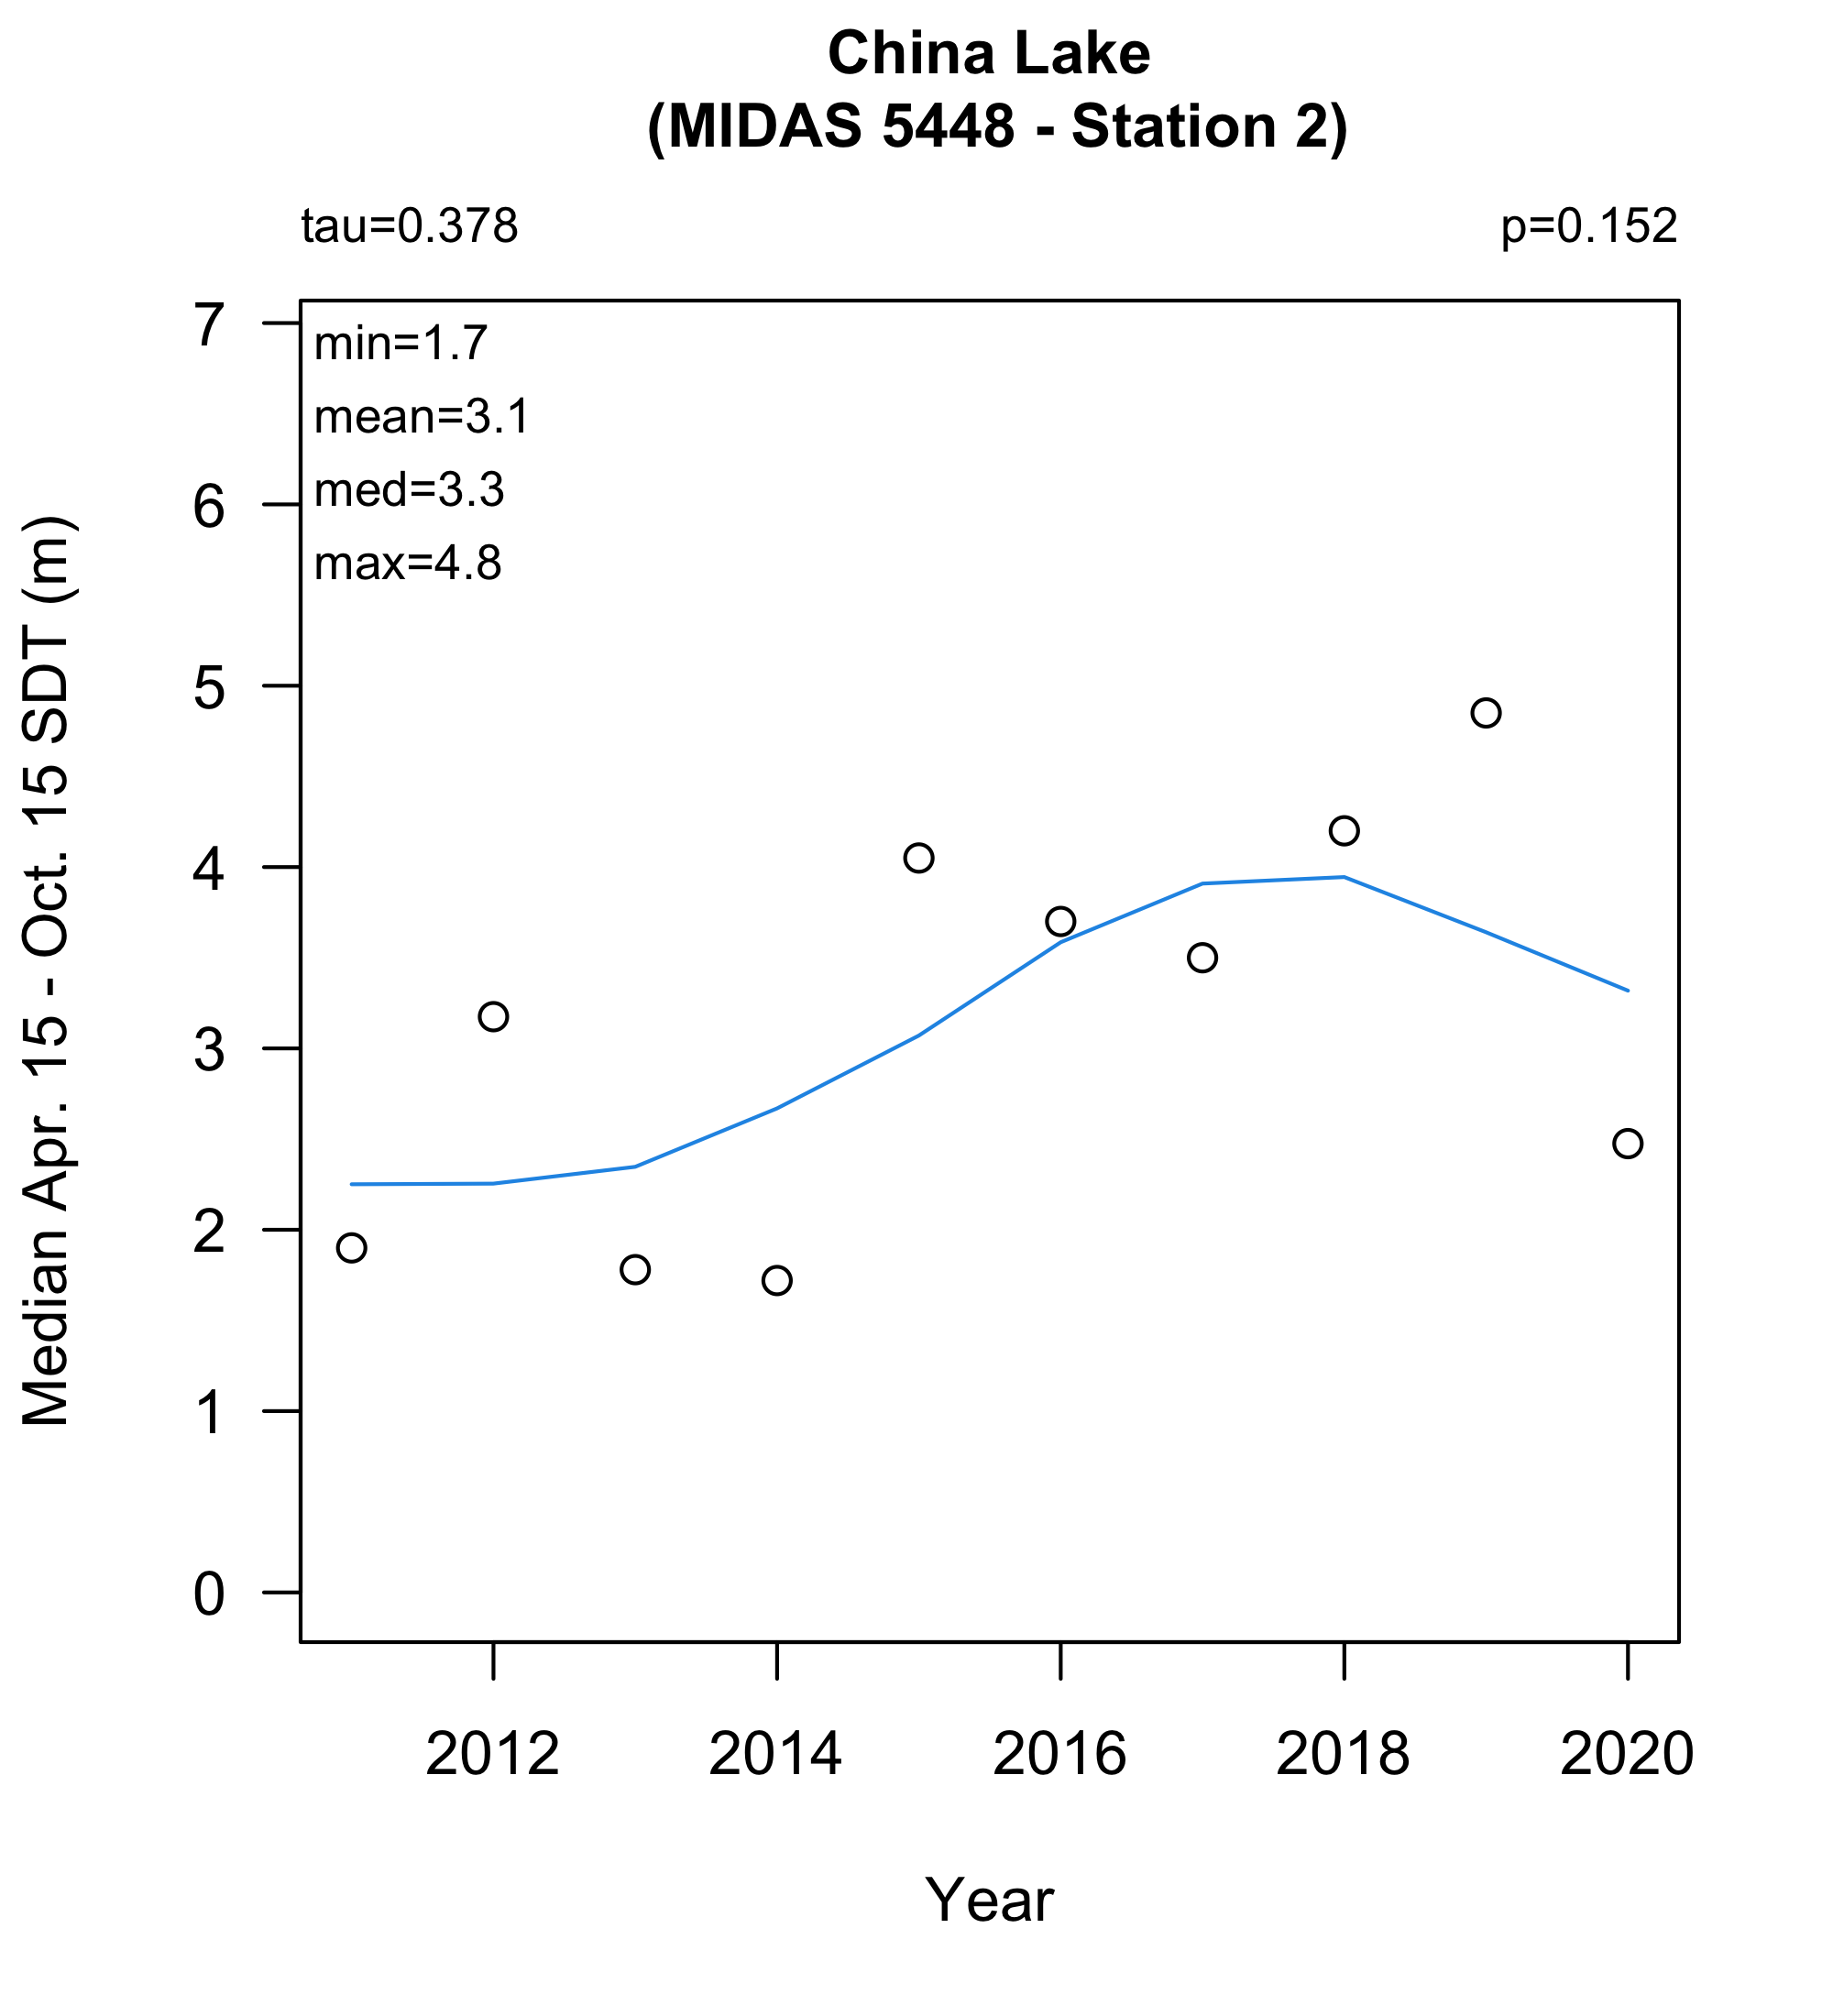 China Lake
(MIDAS 5448 - Station 2)
tau=0.378
p=0.152
min=1.7
mean=3.1
med=3.3
max=4.8
Median Apr. 15 - Oct. 15 SDT (m)
7
6
5
4
3
2
1
0
2012
2014
2016
2018
2020
Year